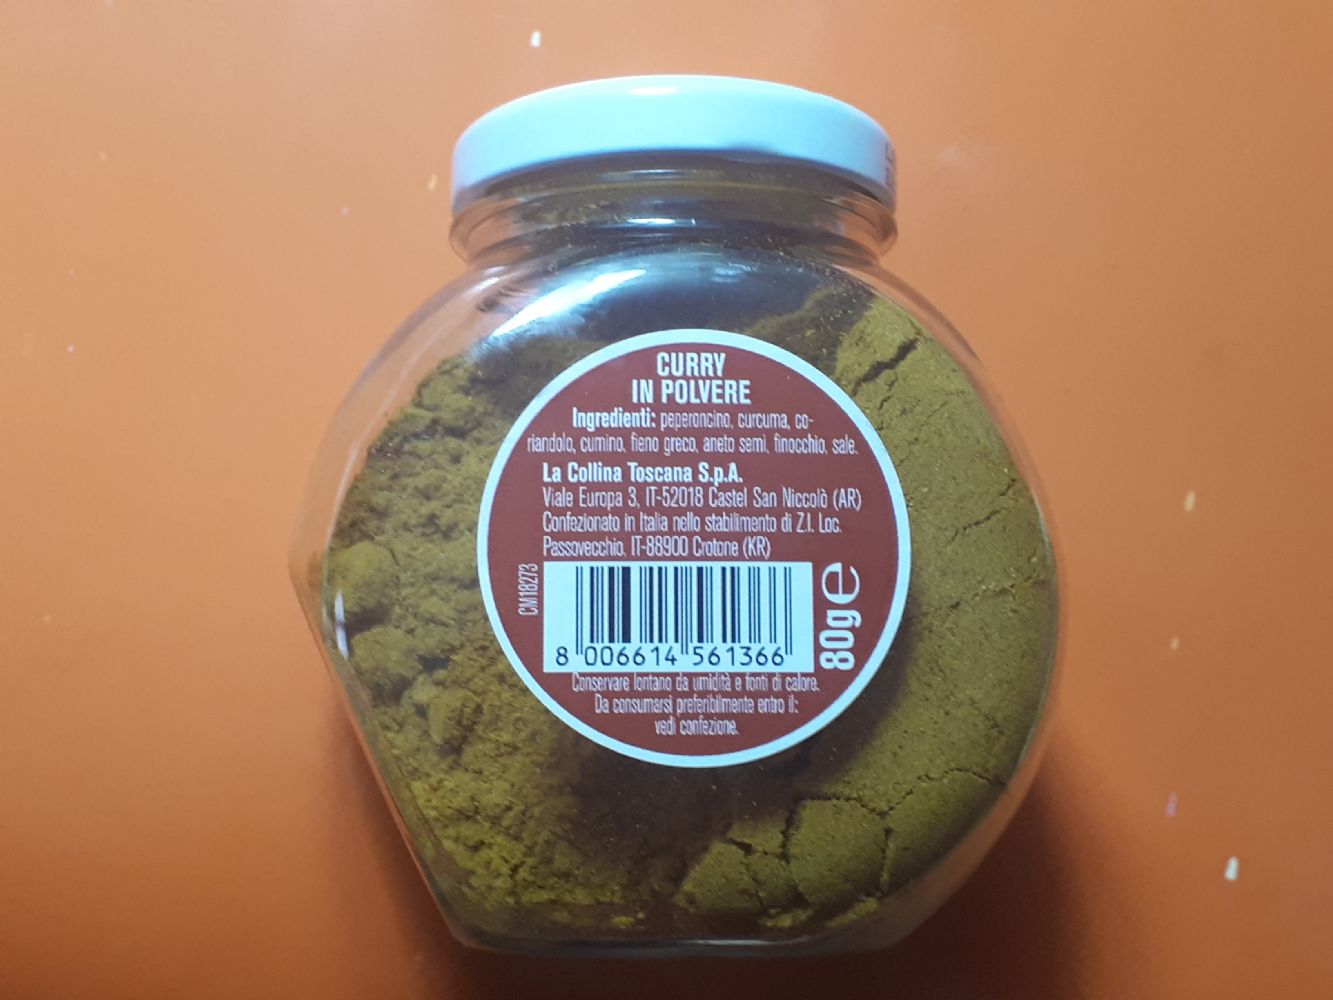 CURRY
IN POLVERE
Ingredienti: peperoncino, curcuma, co-
riandolo, cumino, fieno greco, aneto semi, finocchio, sale.
La Collina Toscana S.p.A.
Viale Europa 3, IT-52018 Castel San Niccolò (AR)
Confezionato in Italia nello stabilimento di Z.I. Loc.
Passovecchio, IT-88900 Crotone (KR)
CM18273
80g e
8 006614 561366
Conservare lontano da umidità e fonti di calore.
Da consumarsi preferibilmente entro il:
vedi confezione.